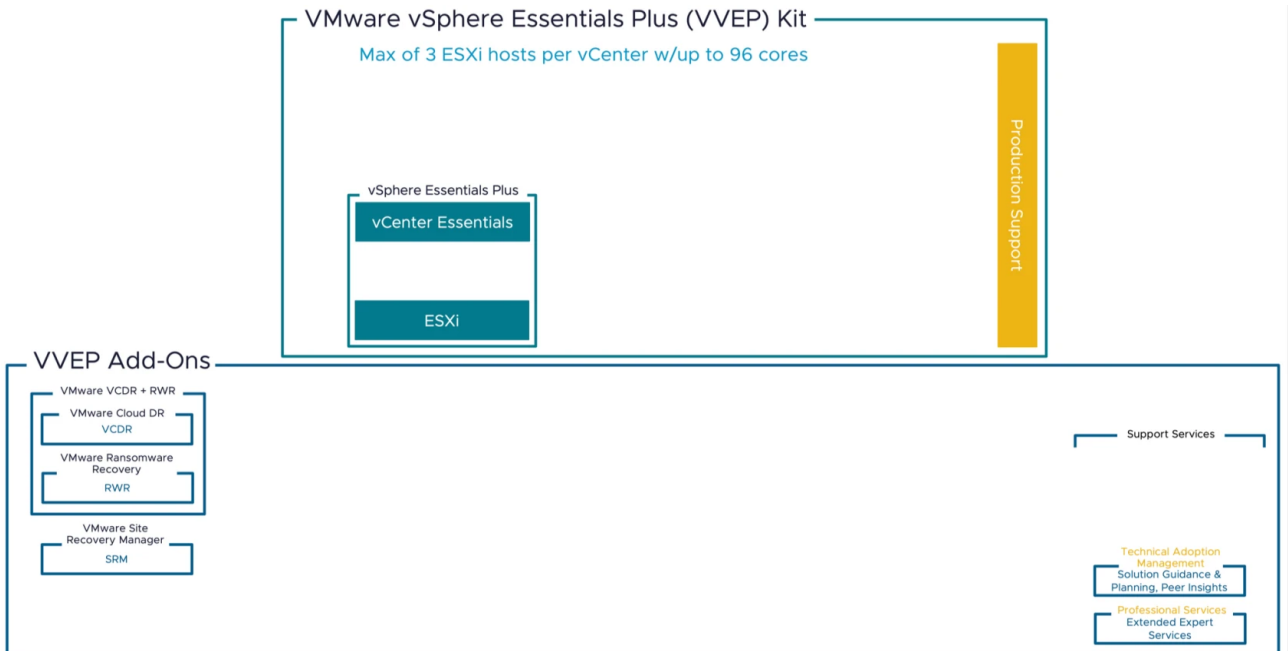 VMware vSphere Essentials Plus (VVEP) Kit
Max of 3 ESXi hosts per vCenter w/up to 96 cores
Production Support
vSphere Essentials Plus
vCenter Essentials
ESXi
VVEP Add-Ons
VMware VCDR + RWR
VMware Cloud DR
VCDR
VMware Ransomware
Recovery
RWR
VMware Site
Recovery Manager
SRM
Support Services
Technical Adoption
Management
Solution Guidance &
Planning, Peer Insights
Professional Services
Extended Expert
Services